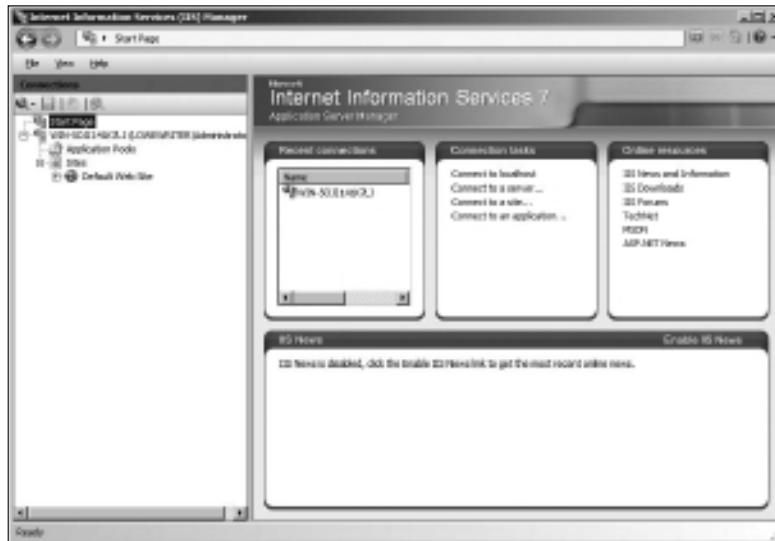 Internet Information Services (IIS) Manager
Start Page
File View Help
Connections
Start Page
(LOWEWRITER\Administrato
Application Pools
Sites
Default Web Site
Microsoft
Internet Information Services 7
Application Server Manager
Recent connections
Name
Connection tasks
Connect to localhost
Connect to a server...
Connect to a site...
Connect to an application...
Online resources
IIS News and Information
IIS Downloads
IIS Forums
TechNet
MSDN
ASP.NET News
IIS News
Enable IIS News
IIS News is disabled, click the Enable IIS News link to get the most recent online news.
Ready